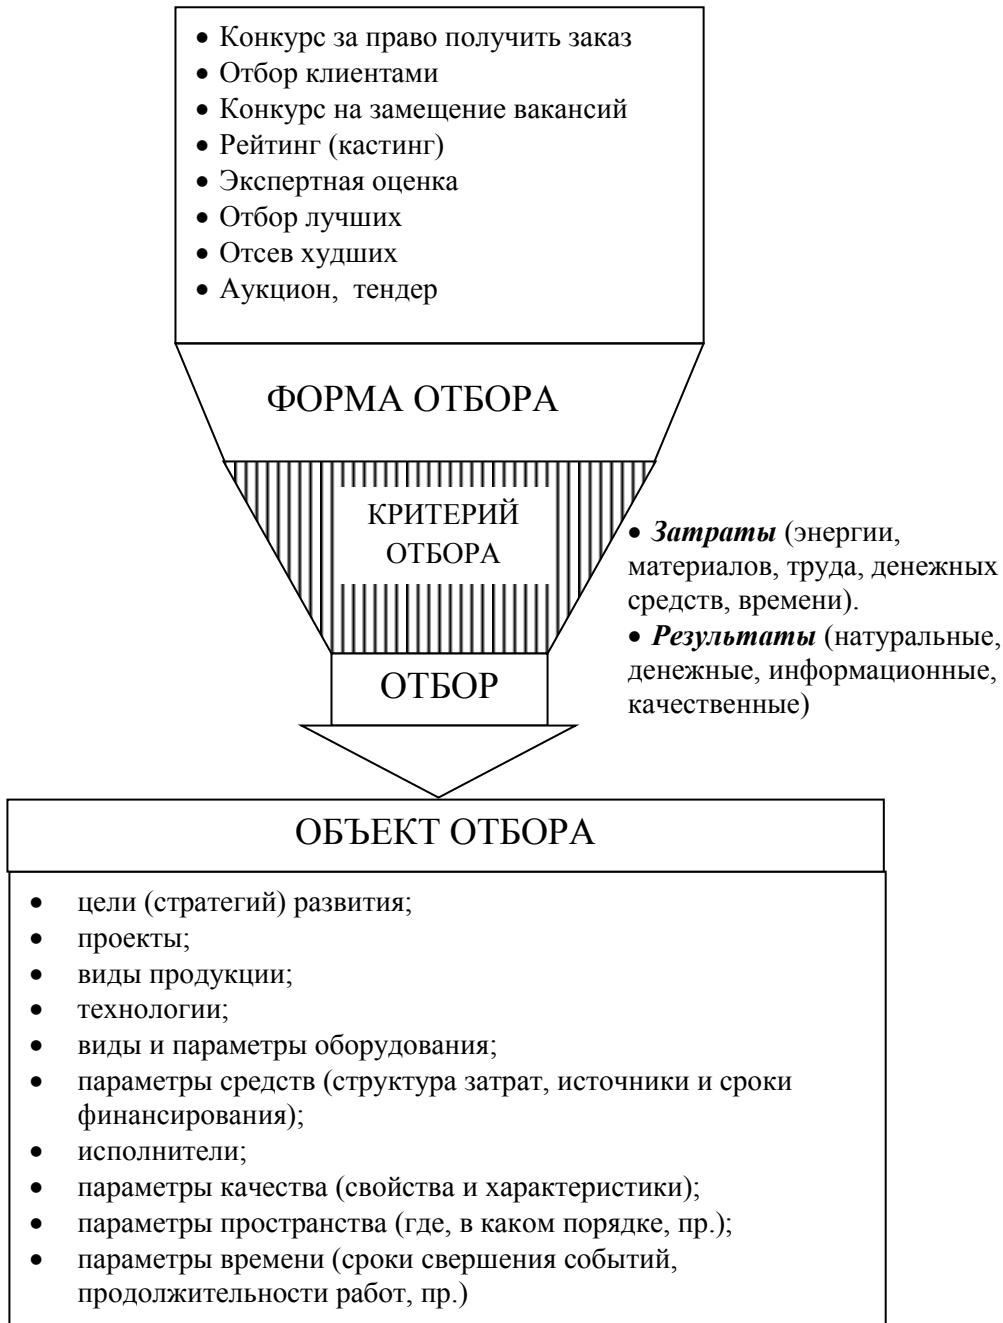 • Конкурс за право получить заказ
• Отбор клиентами
• Конкурс на замещение вакансий
• Рейтинг (кастинг)
• Экспертная оценка
• Отбор лучших
• Отсев худших
• Аукцион, тендер
ФОРМА ОТБОРА
КРИТЕРИЙ
ОТБОРА
• Затраты (энергии,
материалов, труда, денежных
средств, времени).
• Результаты (натуральные,
денежные, информационные,
качественные)
ОТБОР
ОБЪЕКТ ОТБОРА
• цели (стратегий) развития;
• проекты;
• виды продукции;
• технологии;
• виды и параметры оборудования;
• параметры средств (структура затрат, источники и сроки
финансирования);
• исполнители;
• параметры качества (свойства и характеристики);
• параметры пространства (где, в каком порядке, пр.);
• параметры времени (сроки свершения событий,
продолжительности работ, пр.)